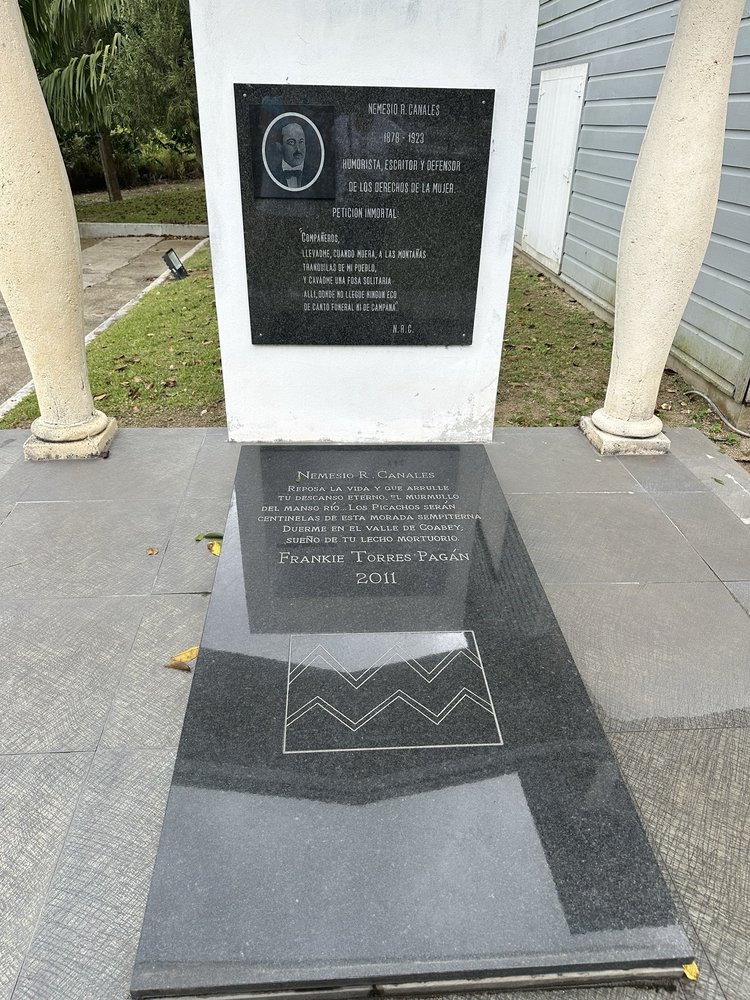 NEMESIO R. CANALES
1878 - 1923
HUMORISTA, ESCRITOR Y DEFENSOR
DE LOS DERECHOS DE LA MUJER...
PETICION INMORTAL:
"COMPAÑEROS,
LLEVADME, CUANDO MUERA, A LAS MONTAÑAS
TRANQUILAS DE MI PUEBLO,
Y CAVADME UNA FOSA SOLITARIA
ALLI, DONDE NO LLEGUE NINGUN ECO
DE CANTO FUNERAL NI DE CAMPANA"
N.R.C.
NEMESIO R. CANALES
REPOSA LA VIDA Y QUE ARRULLE
TU DESCANSO ETERNO, EL MURMULLO
DEL MANSO RÍO...LOS PICACHOS SERÁN
CENTINELAS DE ESTA MORADA SEMPITERNA
DUERME EN EL VALLE DE COABEY,
SUEÑO DE TU LECHO MORTUORIO.
FRANKIE TORRES PAGÁN
2011